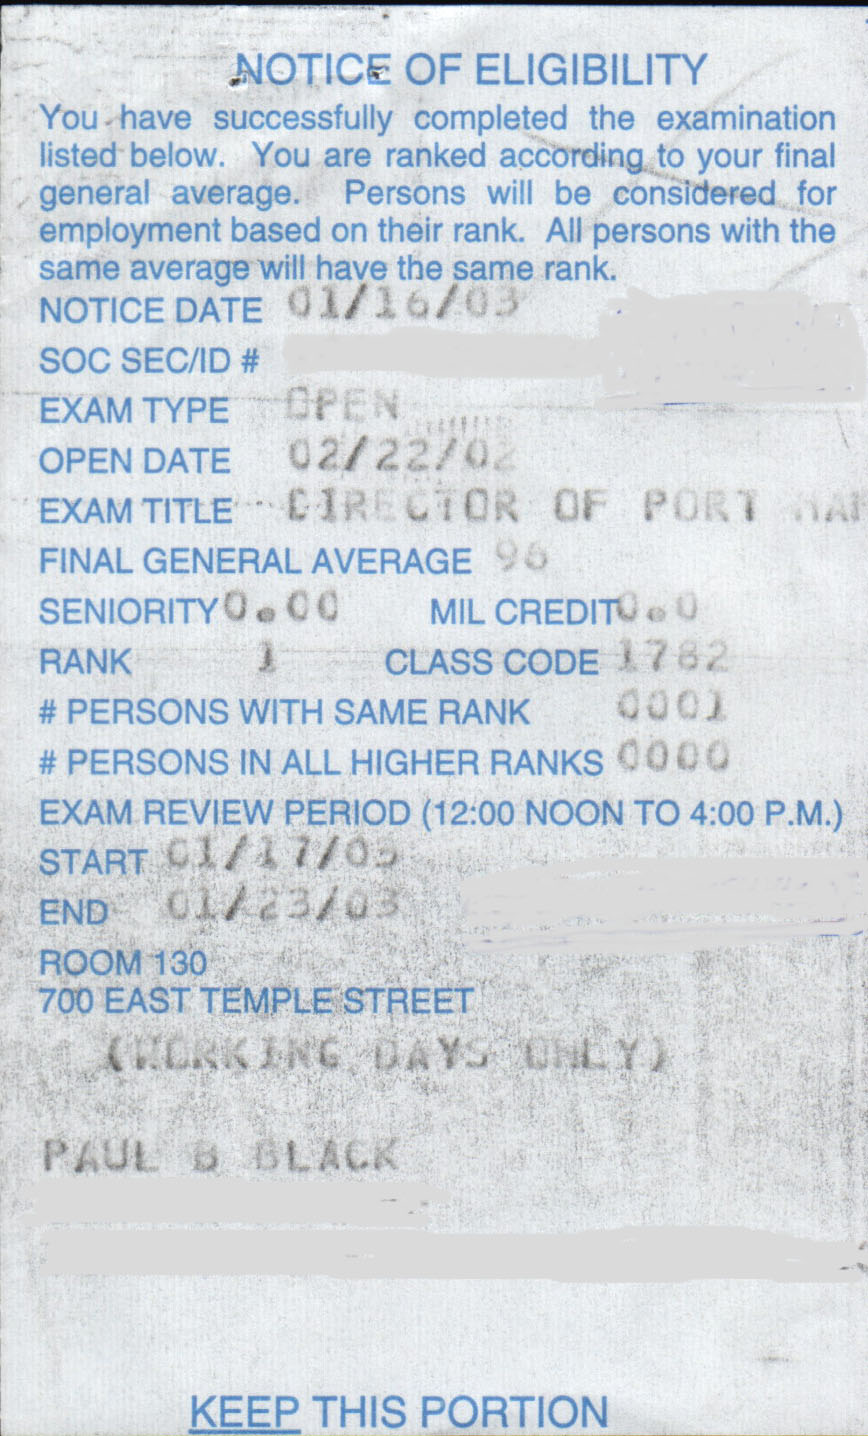 NOTICE OF ELIGIBILITY
You have successfully completed the examination
listed below. You are ranked according to your final
general average. Persons will be considered for
employment based on their rank. All persons with the
same average will have the same rank.
NOTICE DATE 01/16/03
SOC SEC/ID #
EXAM TYPE OPEN
OPEN DATE 02/22/02
EXAM TITLE DIRECTOR OF PORT MAR
FINAL GENERAL AVERAGE 96
SENIORITY 0.00 MIL CREDIT 0.0
RANK 1 CLASS CODE 1782
# PERSONS WITH SAME RANK 0001
# PERSONS IN ALL HIGHER RANKS 0000
EXAM REVIEW PERIOD (12:00 NOON TO 4:00 P.M.)
START 01/17/03
END 01/23/03
ROOM 130
700 EAST TEMPLE STREET
(WORKING DAYS ONLY)
PAUL B BLACK
KEEP THIS PORTION